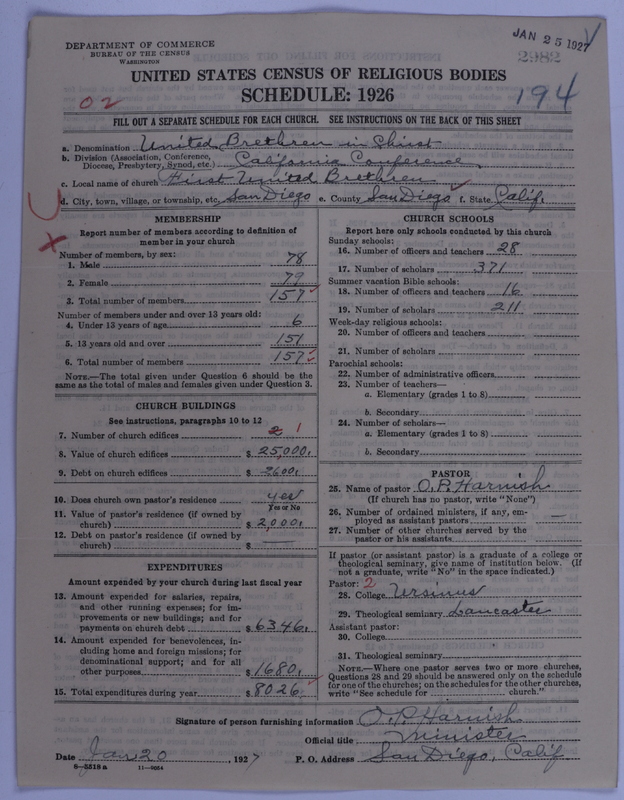 JAN 25 1927
DEPARTMENT OF COMMERCE
BUREAU OF THE CENSUS
WASHINGTON
2982
UNITED STATES CENSUS OF RELIGIOUS BODIES
SCHEDULE: 1926
02
194
FILL OUT A SEPARATE SCHEDULE FOR EACH CHURCH. SEE INSTRUCTIONS ON THE BACK OF THIS SHEET
a. Denomination United Brethren in Christ
b. Division (Association, Conference, Diocese, Presbytery, Synod, etc.) California Conference
c. Local name of church First United Brethren
d. City, town, village, or township, etc. San Diego e. County San Diego f. State Calif.
MEMBERSHIP
Report number of members according to definition of
member in your church
Number of members, by sex:
1. Male 78
2. Female 79
3. Total number of members 157
Number of members under and over 13 years old:
4. Under 13 years of age 6
5. 13 years old and over 151
6. Total number of members 157
NOTE.—The total given under Question 6 should be the
same as the total of males and females given under Question 3.
CHURCH BUILDINGS
See instructions, paragraphs 10 to 12
7. Number of church edifices 2 1
8. Value of church edifices $ 25,000.
9. Debt on church edifices $ 2600.
10. Does church own pastor's residence yes
Yes or No
11. Value of pastor's residence (if owned by
church) $ 2,000.
12. Debt on pastor's residence (if owned by
church) $
EXPENDITURES
Amount expended by your church during last fiscal year
13. Amount expended for salaries, repairs,
and other running expenses; for im-
provements or new buildings; and for
payments on church debt $ 6346.
14. Amount expended for benevolences, in-
cluding home and foreign missions; for
denominational support; and for all
other purposes $ 1680.
15. Total expenditures during year $ 8026.
CHURCH SCHOOLS
Report here only schools conducted by this church
Sunday schools:
16. Number of officers and teachers 28
17. Number of scholars 371
Summer vacation Bible schools:
18. Number of officers and teachers 16
19. Number of scholars 211
Week-day religious schools:
20. Number of officers and teachers
21. Number of scholars
Parochial schools:
22. Number of administrative officers
23. Number of teachers—
a. Elementary (grades 1 to 8)
b. Secondary
24. Number of scholars—
a. Elementary (grades 1 to 8)
b. Secondary
PASTOR
25. Name of pastor O. P. Harnish
(If church has no pastor, write "None")
26. Number of ordained ministers, if any, em-
ployed as assistant pastors —
27. Number of other churches served by the
pastor or his assistants
If pastor (or assistant pastor) is a graduate of a college or
theological seminary, give name of institution below. (If
not a graduate, write "No" in the space indicated.)
Pastor: 2
28. College Ursinus
29. Theological seminary Lancaster
Assistant pastor:
30. College
31. Theological seminary
NOTE.—Where one pastor serves two or more churches,
Questions 28 and 29 should be answered only on the schedule
for one of the churches; on the schedules for the other churches,
write "See schedule for church."
Signature of person furnishing information O. P. Harnish
Official title Minister
Date Jan. 20, 1927 P. O. Address San Diego, Calif.
11—9554